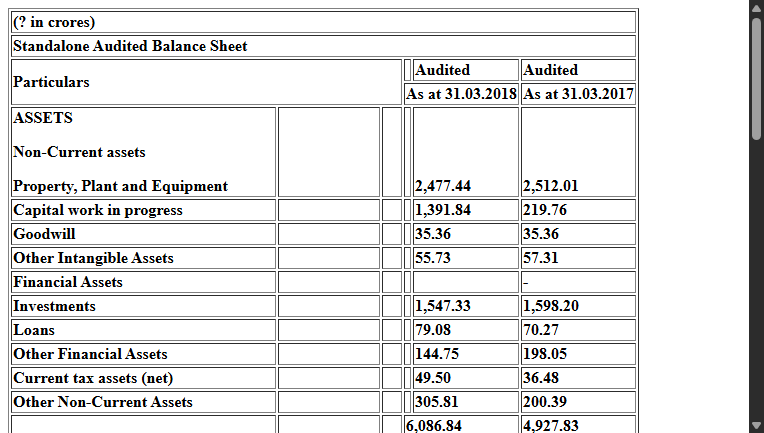 (? in crores)
Standalone Audited Balance Sheet
Particulars Audited Audited
As at 31.03.2018 As at 31.03.2017
ASSETS
Non-Current assets
Property, Plant and Equipment 2,477.44 2,512.01
Capital work in progress 1,391.84 219.76
Goodwill 35.36 35.36
Other Intangible Assets 55.73 57.31
Financial Assets -
Investments 1,547.33 1,598.20
Loans 79.08 70.27
Other Financial Assets 144.75 198.05
Current tax assets (net) 49.50 36.48
Other Non-Current Assets 305.81 200.39
6,086.84 4,927.83